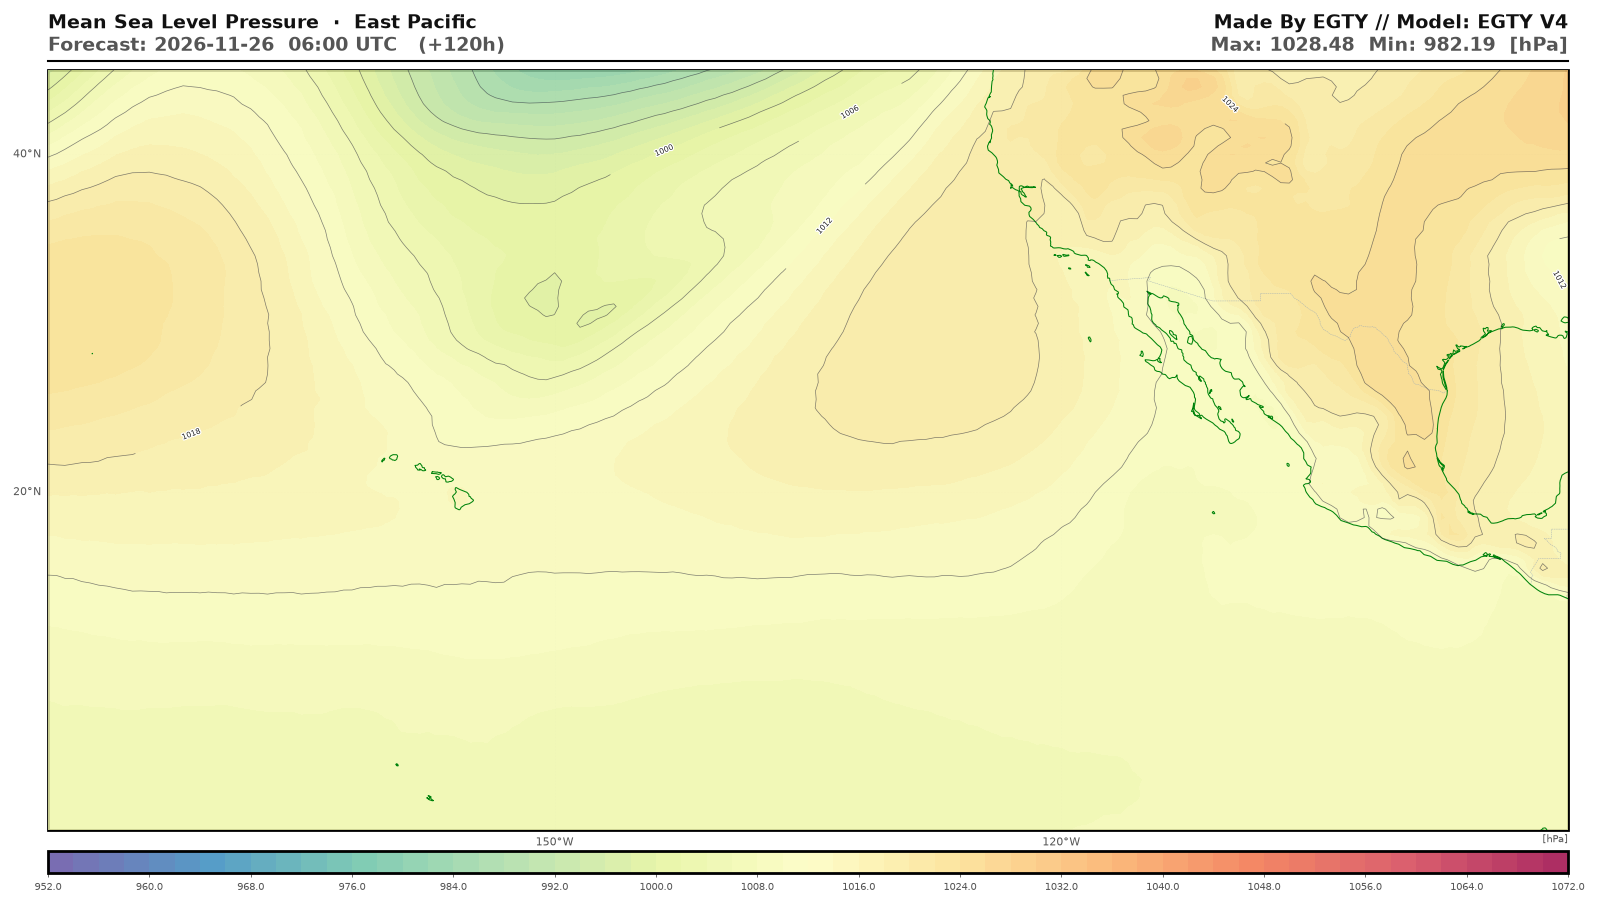 Mean Sea Level Pressure · East Pacific
Made By EGTY // Model: EGTY V4
Forecast: 2026-11-26 06:00 UTC (+120h)
Max: 1028.48 Min: 982.19 [hPa]
1024
1006
1000
40°N
1012
1012
1018
20°N
150°W
120°W
[hPa]
952.0 960.0 968.0 976.0 984.0 992.0 1000.0 1008.0 1016.0 1024.0 1032.0 1040.0 1048.0 1056.0 1064.0 1072.0